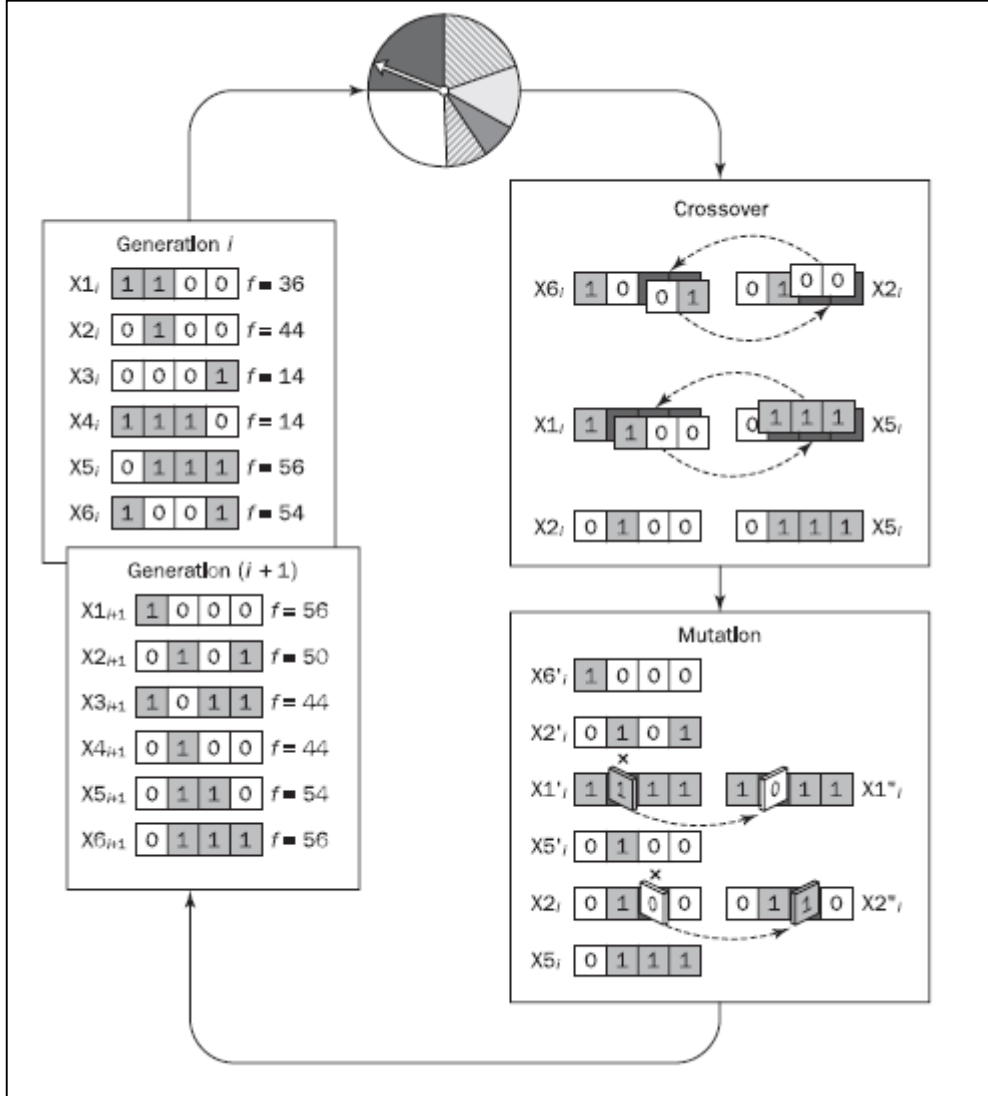 Generation i
X1i 1 1 0 0 f = 36
X2i 0 1 0 0 f = 44
X3i 0 0 0 1 f = 14
X4i 1 1 1 0 f = 14
X5i 0 1 1 1 f = 56
X6i 1 0 0 1 f = 54
Generation (i + 1)
X1i+1 1 0 0 0 f = 56
X2i+1 0 1 0 1 f = 50
X3i+1 1 0 1 1 f = 44
X4i+1 0 1 0 0 f = 44
X5i+1 0 1 1 0 f = 54
X6i+1 0 1 1 1 f = 56
Crossover
X6i 1 0 0 1 0 1 0 0 X2i
X1i 1 1 0 0 0 1 1 1 X5i
X2i 0 1 0 0 0 1 1 1 X5i
Mutation
X6'i 1 0 0 0
X2'i 0 1 0 1
×
X1'i 1 1 1 1 1 0 1 1 X1"i
X5'i 0 1 0 0
×
X2i 0 1 0 0 0 1 1 0 X2"i
X5i 0 1 1 1